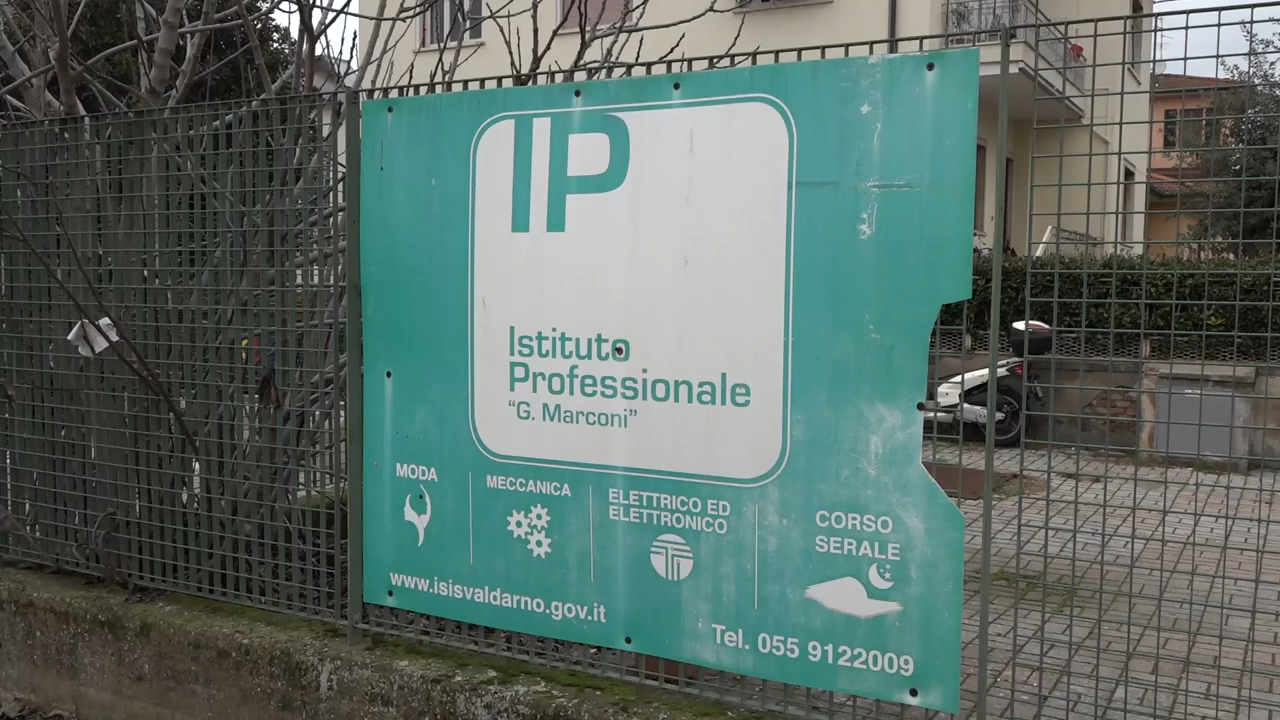 IP
Istituto
Professionale
“G. Marconi”
MODA
MECCANICA
ELETTRICO ED
ELETTRONICO
CORSO
SERALE
www.isisvaldarno.gov.it
Tel. 055 9122009